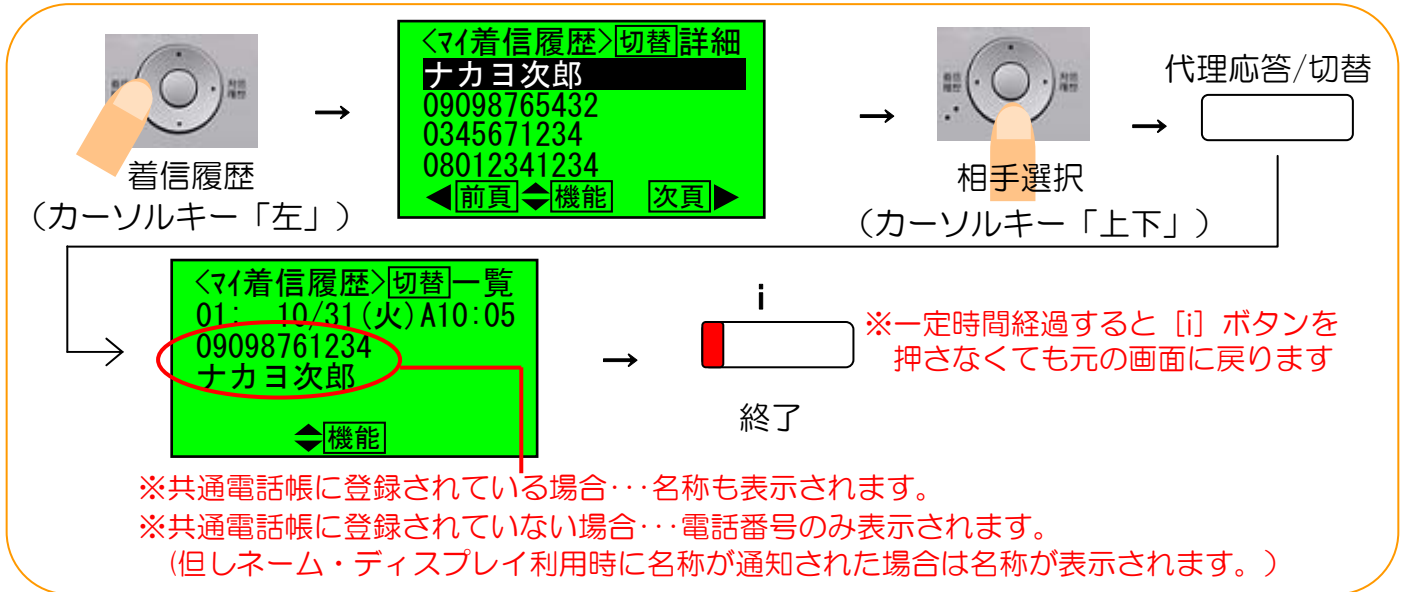 <マイ着信履歴>切替詳細
ナカヨ次郎
09098765432
0345671234
08012341234
◀前頁◆機能 次頁▶
→
着信履歴
(カーソルキー「左」)
→
着信履歴
発信履歴
相手選択
(カーソルキー「上下」)
→
代理応答/切替
<マイ着信履歴>切替一覧
01: 10/31(火)A10:05
09098761234
ナカヨ次郎
◆機能
→
i
終了
※一定時間経過すると [i] ボタンを
押さなくても元の画面に戻ります
※共通電話帳に登録されている場合･･･名称も表示されます。
※共通電話帳に登録されていない場合･･･電話番号のみ表示されます。
(但しネーム・ディスプレイ利用時に名称が通知された場合は名称が表示されます。)